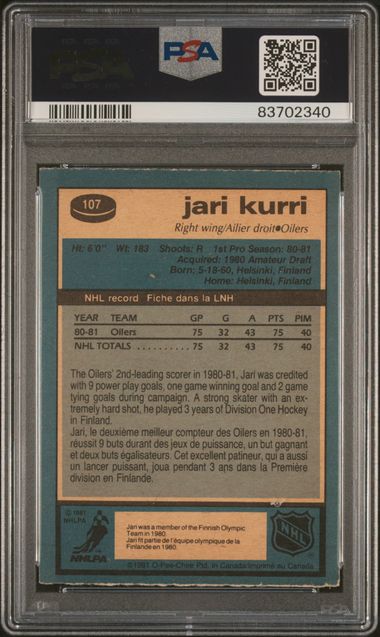 PSA
83702340
107
jari kurri
Right wing/Ailier droit●Oilers
Ht: 6'0" Wt: 183 Shoots: R 1st Pro Season: 80-81
Acquired: 1980 Amateur Draft
Born: 5-18-60, Helsinki, Finland
Home: Helsinki, Finland
NHL record Fiche dans la LNH
YEAR TEAM GP G A PTS PIM
80-81 Oilers 75 32 43 75 40
NHL TOTALS 75 32 43 75 40
The Oilers' 2nd-leading scorer in 1980-81, Jari was credited
with 9 power play goals, one game winning goal and 2 game
tying goals during campaign. A strong skater with an ex-
tremely hard shot, he played 3 years of Division One Hockey
in Finland.
Jari, le deuxième meilleur compteur des Oilers en 1980-81,
réussit 9 buts durant des jeux de puissance, un but gagnant
et deux buts égalisateurs. Cet excellent patineur, qui a aussi
un lancer puissant, joua pendant 3 ans dans la Première
division en Finlande.
© 1981
NHLPA
NHLPA
Jari was a member of the Finnish Olympic
Team in 1980.
Jari fit partie de l'équipe olympique de la
Finlande en 1980.
NHL
©1981 O-Pee-Chee Ptd. in Canada/Imprimé au Canada